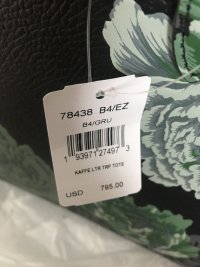 78438 B4/EZ
B4/GRU
1 93971 27497 3
KAFFE LTR TRP TOTE
USD 795.00